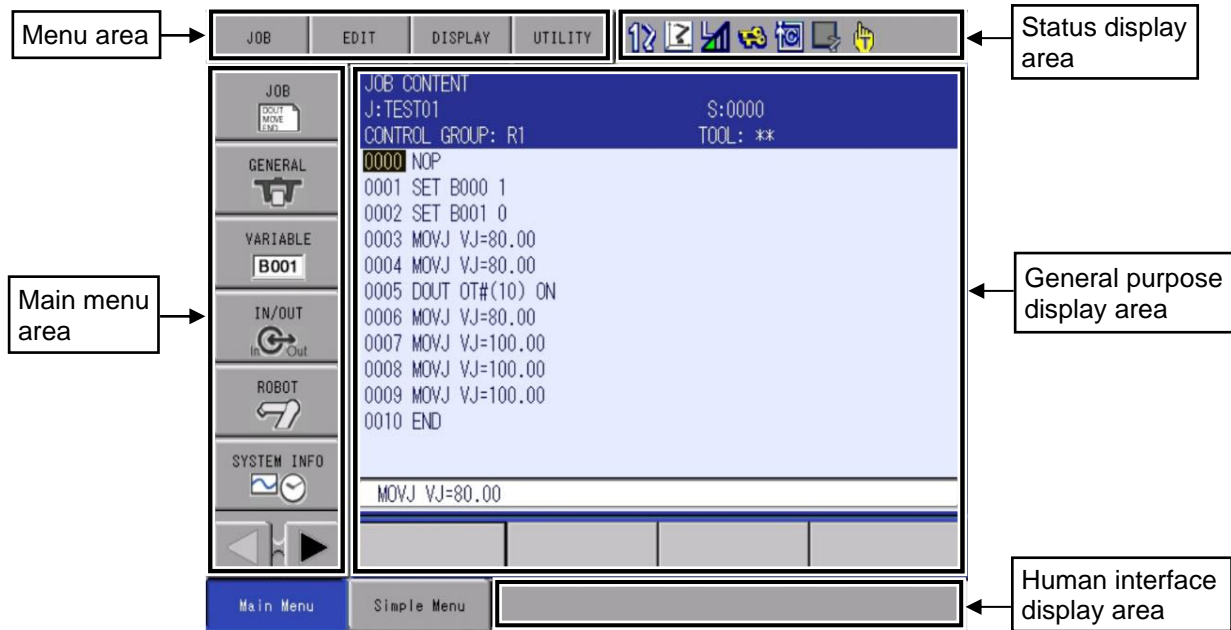 Menu area
JOB EDIT DISPLAY UTILITY
Status display
area
JOB
DOUT
MOVE
END
GENERAL
VARIABLE
B001
IN/OUT
In Out
ROBOT
SYSTEM INFO
Main menu
area
JOB CONTENT
J:TEST01 S:0000
CONTROL GROUP: R1 TOOL: **
0000 NOP
0001 SET B000 1
0002 SET B001 0
0003 MOVJ VJ=80.00
0004 MOVJ VJ=80.00
0005 DOUT OT#(10) ON
0006 MOVJ VJ=80.00
0007 MOVJ VJ=100.00
0008 MOVJ VJ=100.00
0009 MOVJ VJ=100.00
0010 END
MOVJ VJ=80.00
General purpose
display area
Main Menu Simple Menu
Human interface
display area